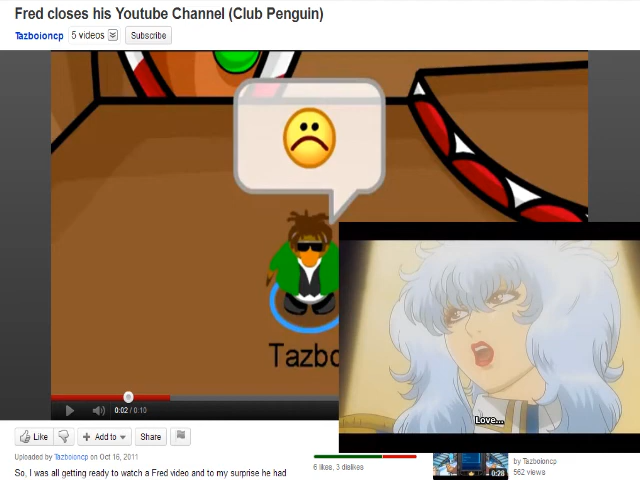 Fred closes his Youtube Channel (Club Penguin)
Tazboioncp 5 videos Subscribe
Tazbo
Love...
0:02 / 0:10
Like Add to Share
Uploaded by Tazboioncp on Oct 16, 2011
6 likes, 3 dislikes
So, I was all getting ready to watch a Fred video and to my surprise he had
0:28
by Tazboioncp
562 views